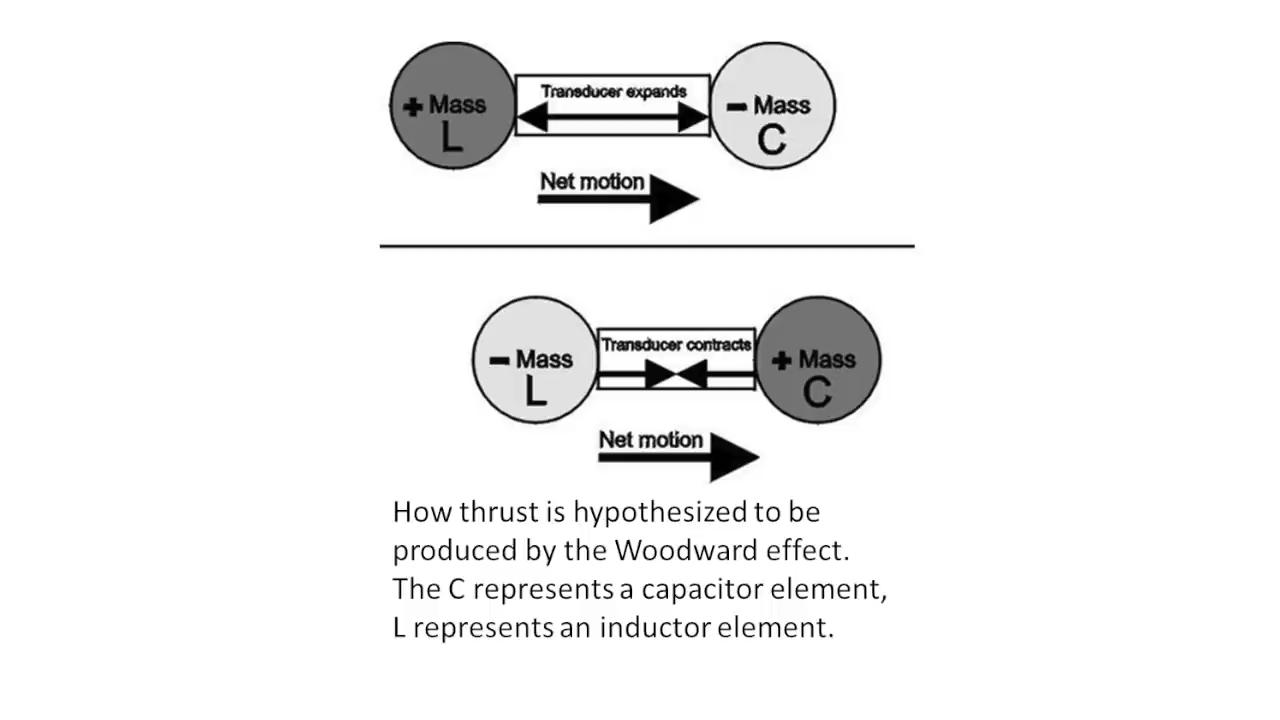 Transducer expands
+ Mass
L
- Mass
C
Net motion
Transducer contracts
- Mass
L
+ Mass
C
Net motion
How thrust is hypothesized to be
produced by the Woodward effect.
The C represents a capacitor element,
L represents an inductor element.